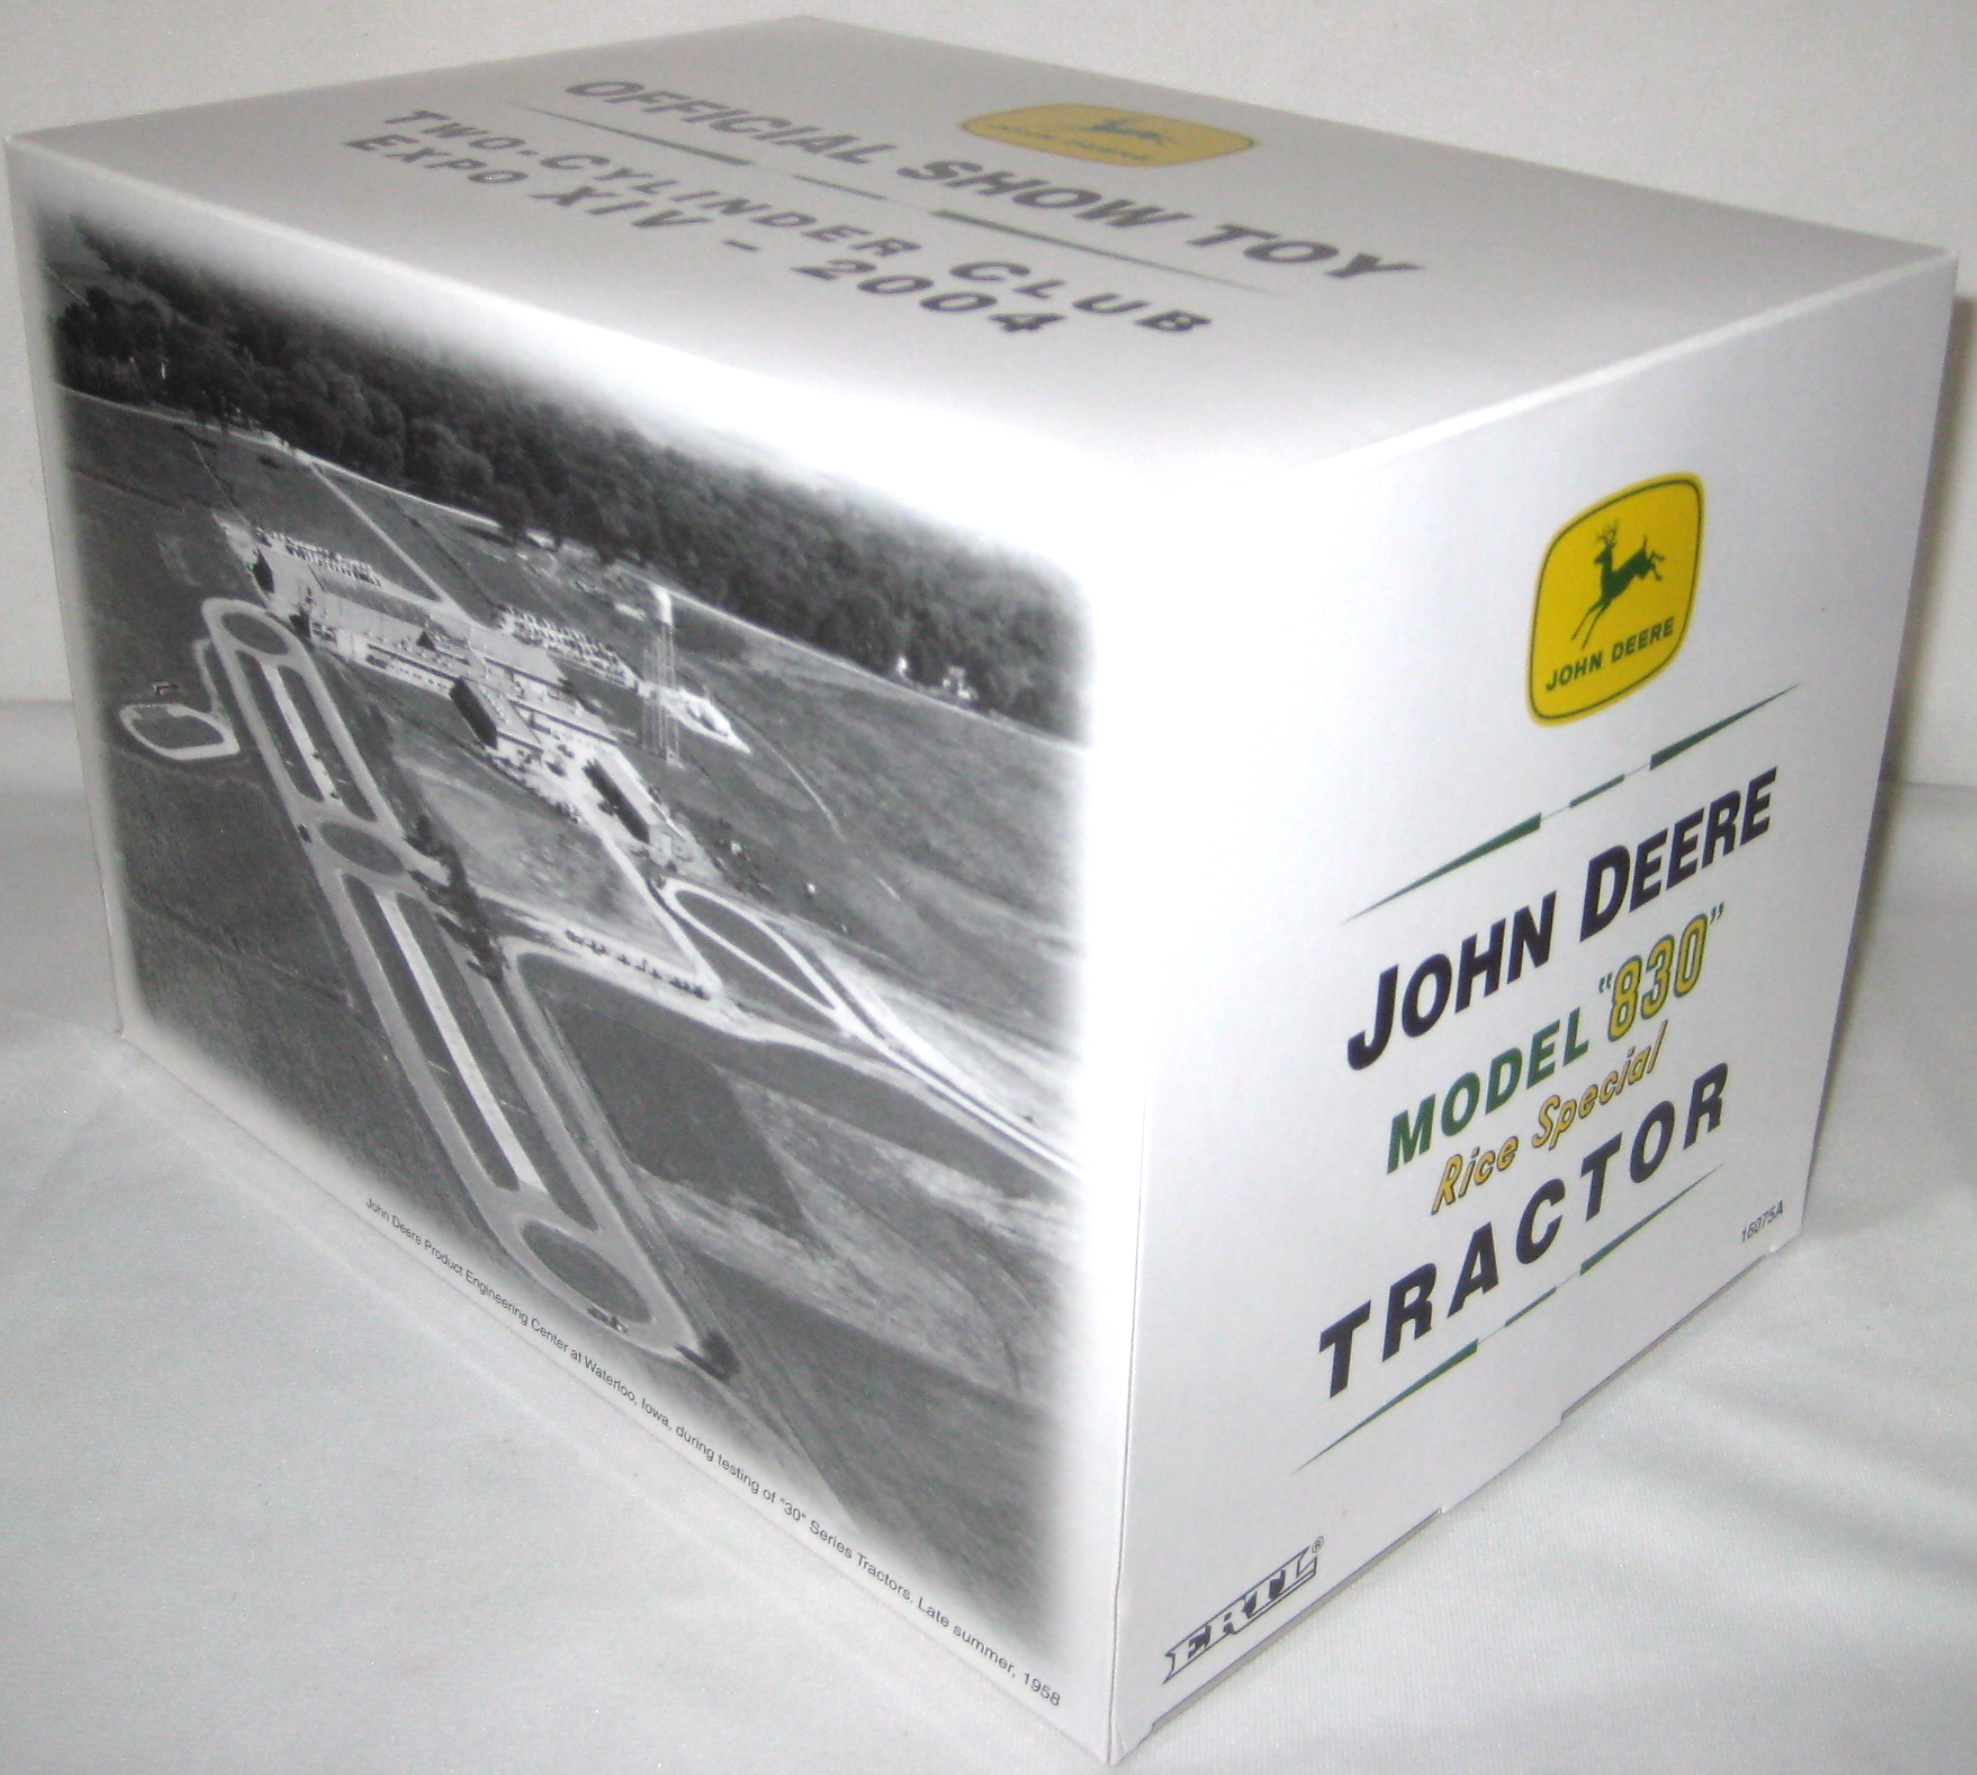 JOHN DEERE
OFFICIAL SHOW TOY
TWO-CYLINDER CLUB
EXPO XIV - 2004
John Deere Product Engineering Center at Waterloo, Iowa, during testing of "30" Series Tractors. Late summer, 1958
JOHN DEERE
JOHN DEERE
MODEL "830"
Rice Special
TRACTOR
16075A
ERTL®